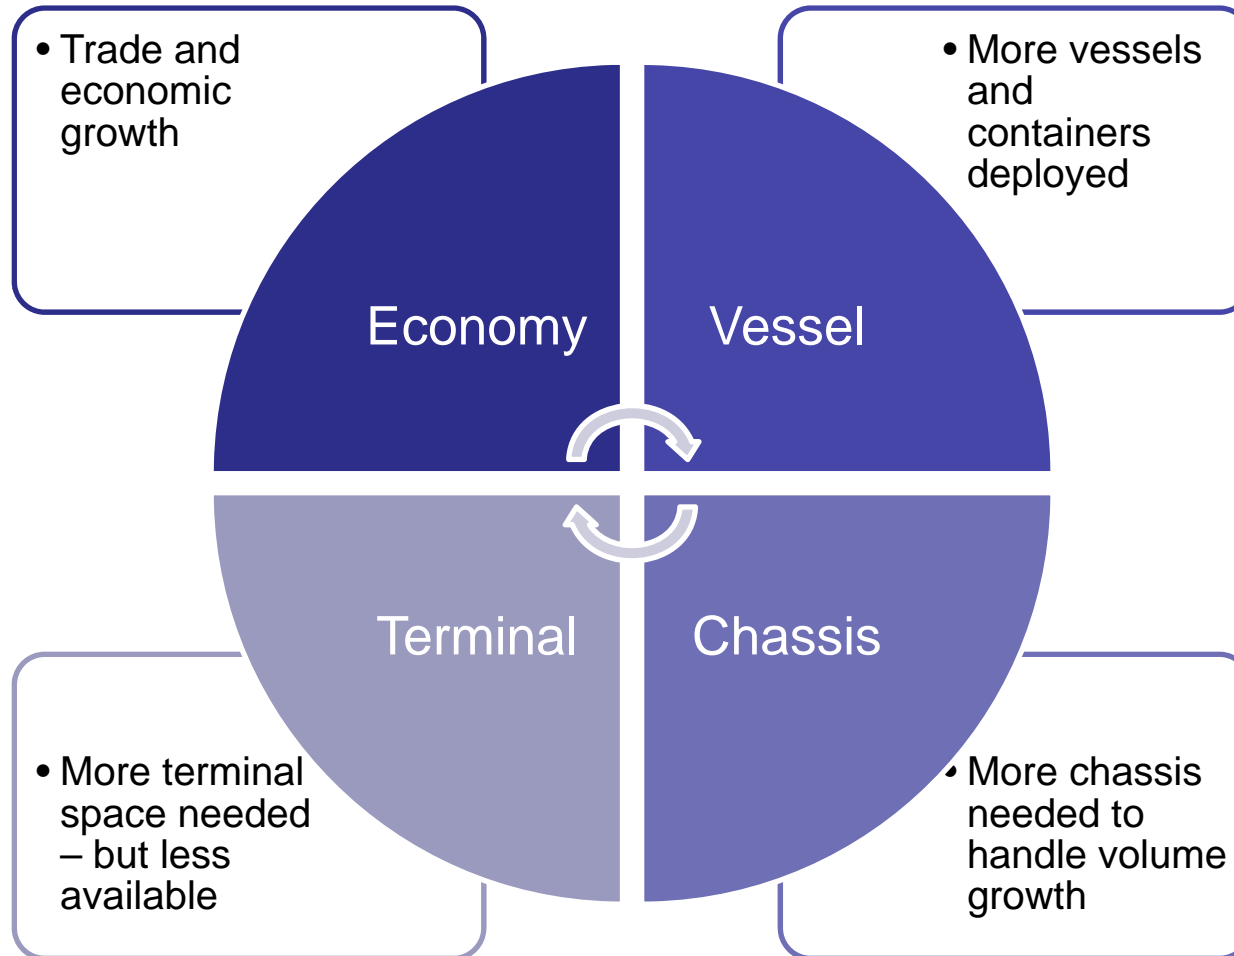 • Trade and
economic
growth
• More vessels
and
containers
deployed
Economy
Vessel
Terminal
Chassis
• More terminal
space needed
– but less
available
• More chassis
needed to
handle volume
growth